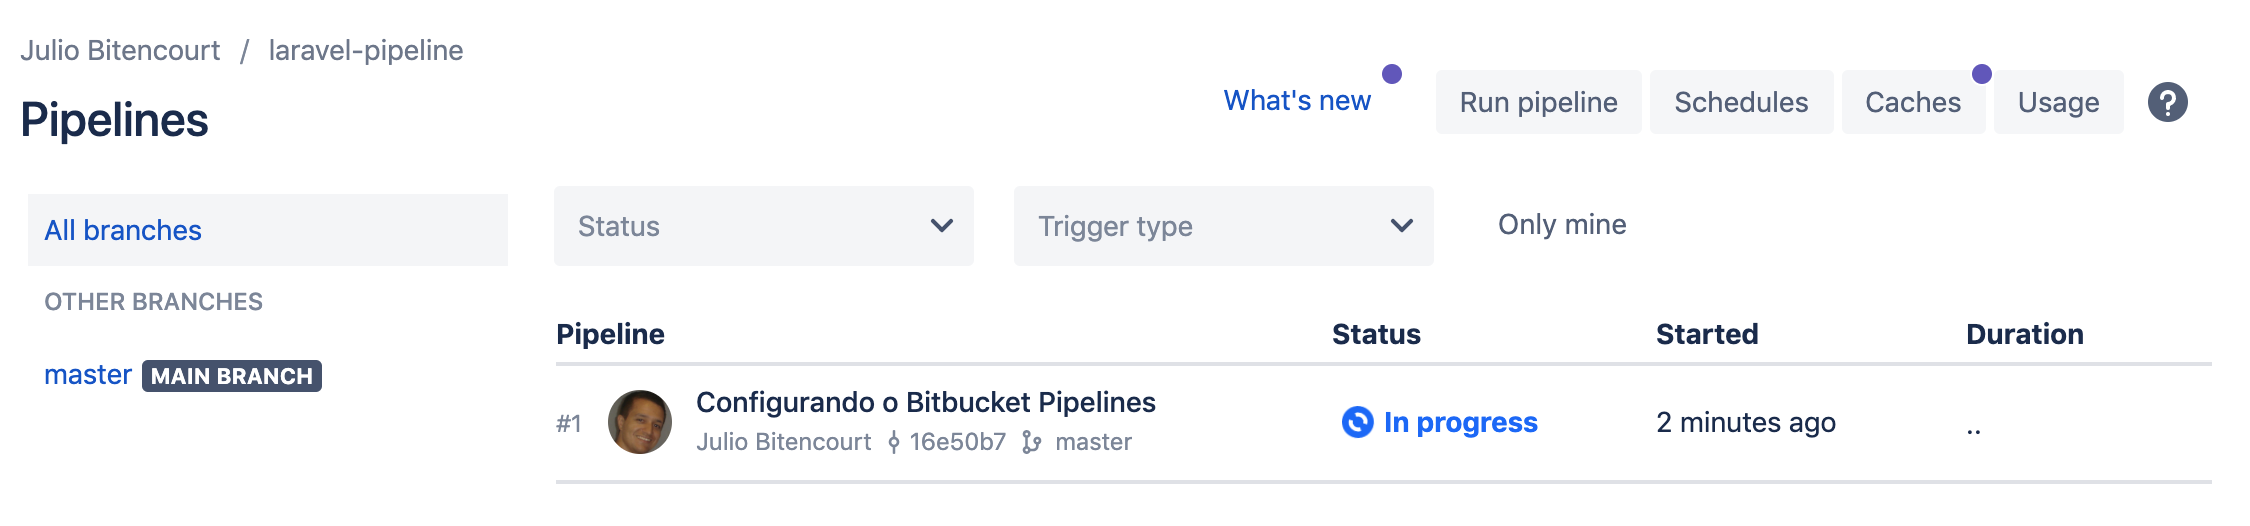 Julio Bitencourt / laravel-pipeline
Pipelines
What's new
Run pipeline
Schedules
Caches
Usage
?
All branches
OTHER BRANCHES
master MAIN BRANCH
Status
Trigger type
Only mine
Pipeline Status Started Duration
#1
Configurando o Bitbucket Pipelines
Julio Bitencourt 16e50b7 master
In progress
2 minutes ago
..